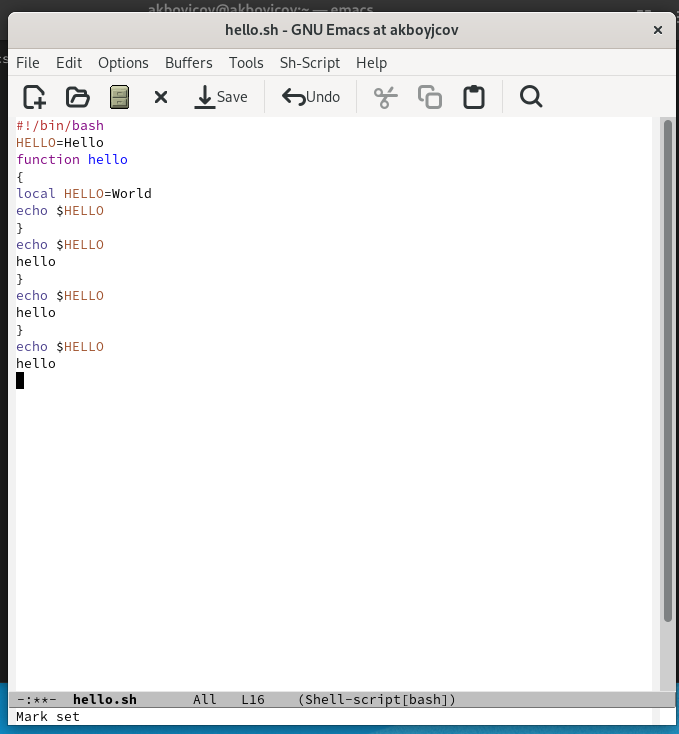 akboyjcov@akboyjcov:~ — emacs
hello.sh - GNU Emacs at akboyjcov
File Edit Options Buffers Tools Sh-Script Help
Save Undo
#!/bin/bash
HELLO=Hello
function hello
{
local HELLO=World
echo $HELLO
}
echo $HELLO
hello
}
echo $HELLO
hello
}
echo $HELLO
hello
-:**- hello.sh All L16 (Shell-script[bash])
Mark set